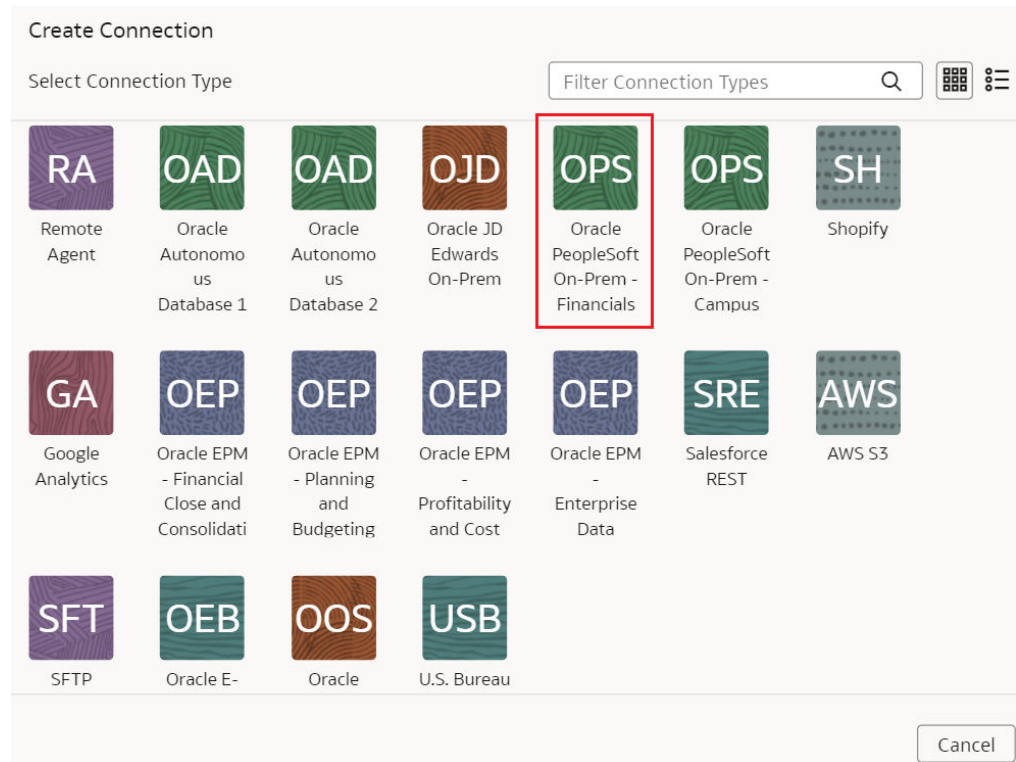 Create Connection
Select Connection Type
Filter Connection Types
RA
Remote
Agent
OAD
Oracle
Autonomo
us
Database 1
OAD
Oracle
Autonomo
us
Database 2
OJD
Oracle JD
Edwards
On-Prem
OPS
Oracle
PeopleSoft
On-Prem -
Financials
OPS
Oracle
PeopleSoft
On-Prem -
Campus
SH
Shopify
GA
Google
Analytics
OEP
Oracle EPM
- Financial
Close and
Consolidati
OEP
Oracle EPM
- Planning
and
Budgeting
OEP
Oracle EPM
-
Profitability
and Cost
OEP
Oracle EPM
-
Enterprise
Data
SRE
Salesforce
REST
AWS
AWS S3
SFT
SFTP
OEB
Oracle E-
OOS
Oracle
USB
U.S. Bureau
Cancel